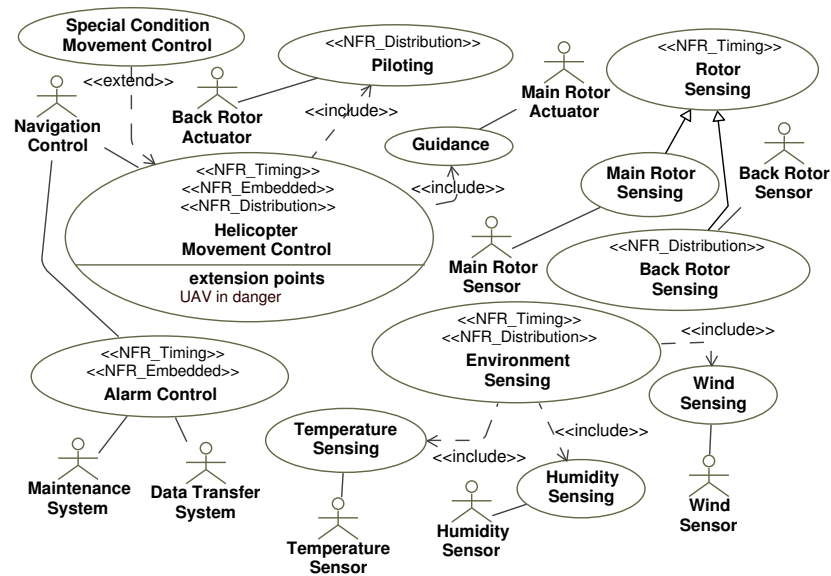 Special Condition
Movement Control
<<extend>>
Navigation
Control
<<NFR_Distribution>>
Piloting
Back Rotor
Actuator
<<include>>
Main Rotor
Actuator
Guidance
<<include>>
<<NFR_Timing>>
Rotor
Sensing
Main Rotor
Sensing
Back Rotor
Sensor
<<NFR_Timing>>
<<NFR_Embedded>>
<<NFR_Distribution>>
Helicopter
Movement Control
extension points
UAV in danger
Main Rotor
Sensor
<<NFR_Distribution>>
Back Rotor
Sensing
<<NFR_Timing>>
<<NFR_Distribution>>
Environment
Sensing
<<include>>
Wind
Sensing
<<NFR_Timing>>
<<NFR_Embedded>>
Alarm Control
Maintenance
System
Data Transfer
System
Temperature
Sensing
<<include>>
<<include>>
Humidity
Sensing
Temperature
Sensor
Humidity
Sensor
Wind
Sensor